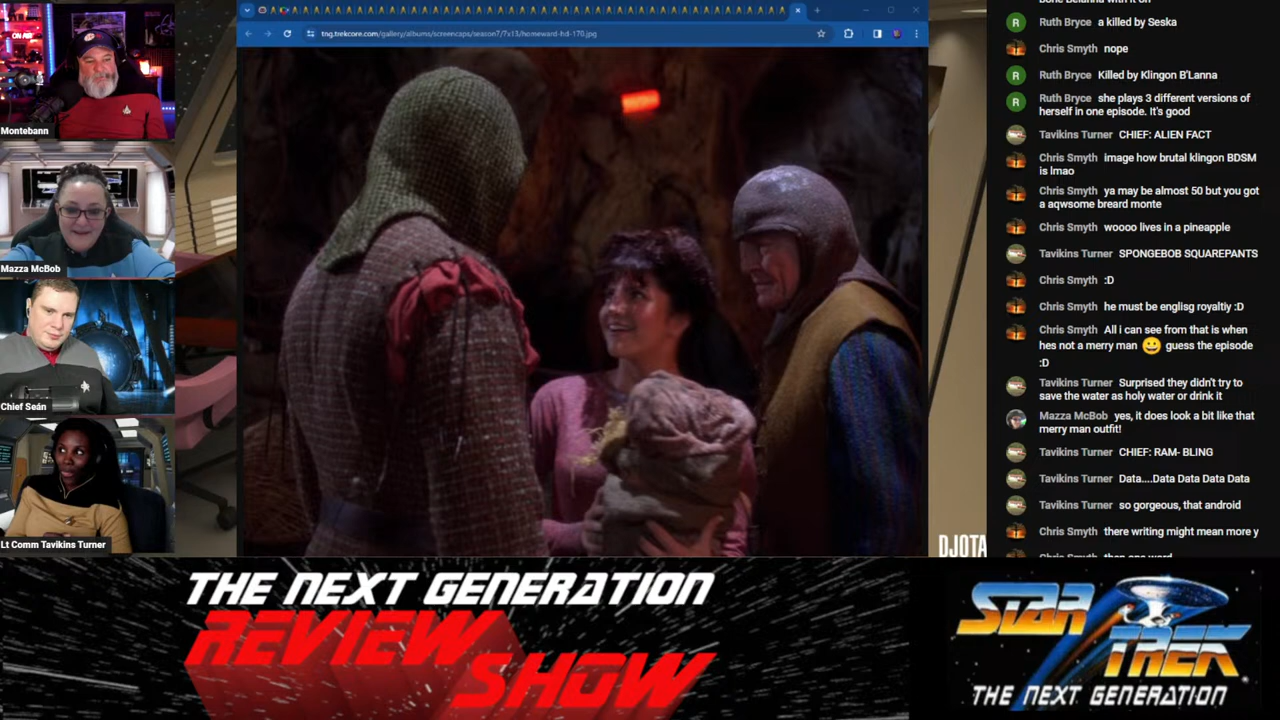 ON AIR
Montebann
Mazza McBob
Chief Seán
Lt Comm Tavikins Turner
tng.trekcore.com/gallery/albums/screencaps/season7/7x13/homeward-hd-170.jpg
Ruth Bryce a killed by Seska
Chris Smyth nope
R
Ruth Bryce Killed by Klingon B'Lanna
R
Ruth Bryce she plays 3 different versions of
herself in one episode. It's good
R
Tavikins Turner CHIEF: ALIEN FACT
Chris Smyth image how brutal klingon BDSM
is lmao
Chris Smyth ya may be almost 50 but you got
a aqwsome breard monte
Chris Smyth woooo lives in a pineapple
Tavikins Turner SPONGEBOB SQUAREPANTS
Chris Smyth :D
Chris Smyth he must be englisg royaltiy :D
Chris Smyth All i can see from that is when
hes not a merry man 😀 guess the episode
:D
Tavikins Turner Surprised they didn't try to
save the water as holy water or drink it
Mazza McBob yes, it does look a bit like that
merry man outfit!
Tavikins Turner CHIEF: RAM- BLING
Tavikins Turner Data....Data Data Data Data
Tavikins Turner so gorgeous, that android
Chris Smyth there writing might mean more y
DJOTA
THE NEXT GENERATION
REVIEW
SHOW
STAR
TREK
THE NEXT GENERATION